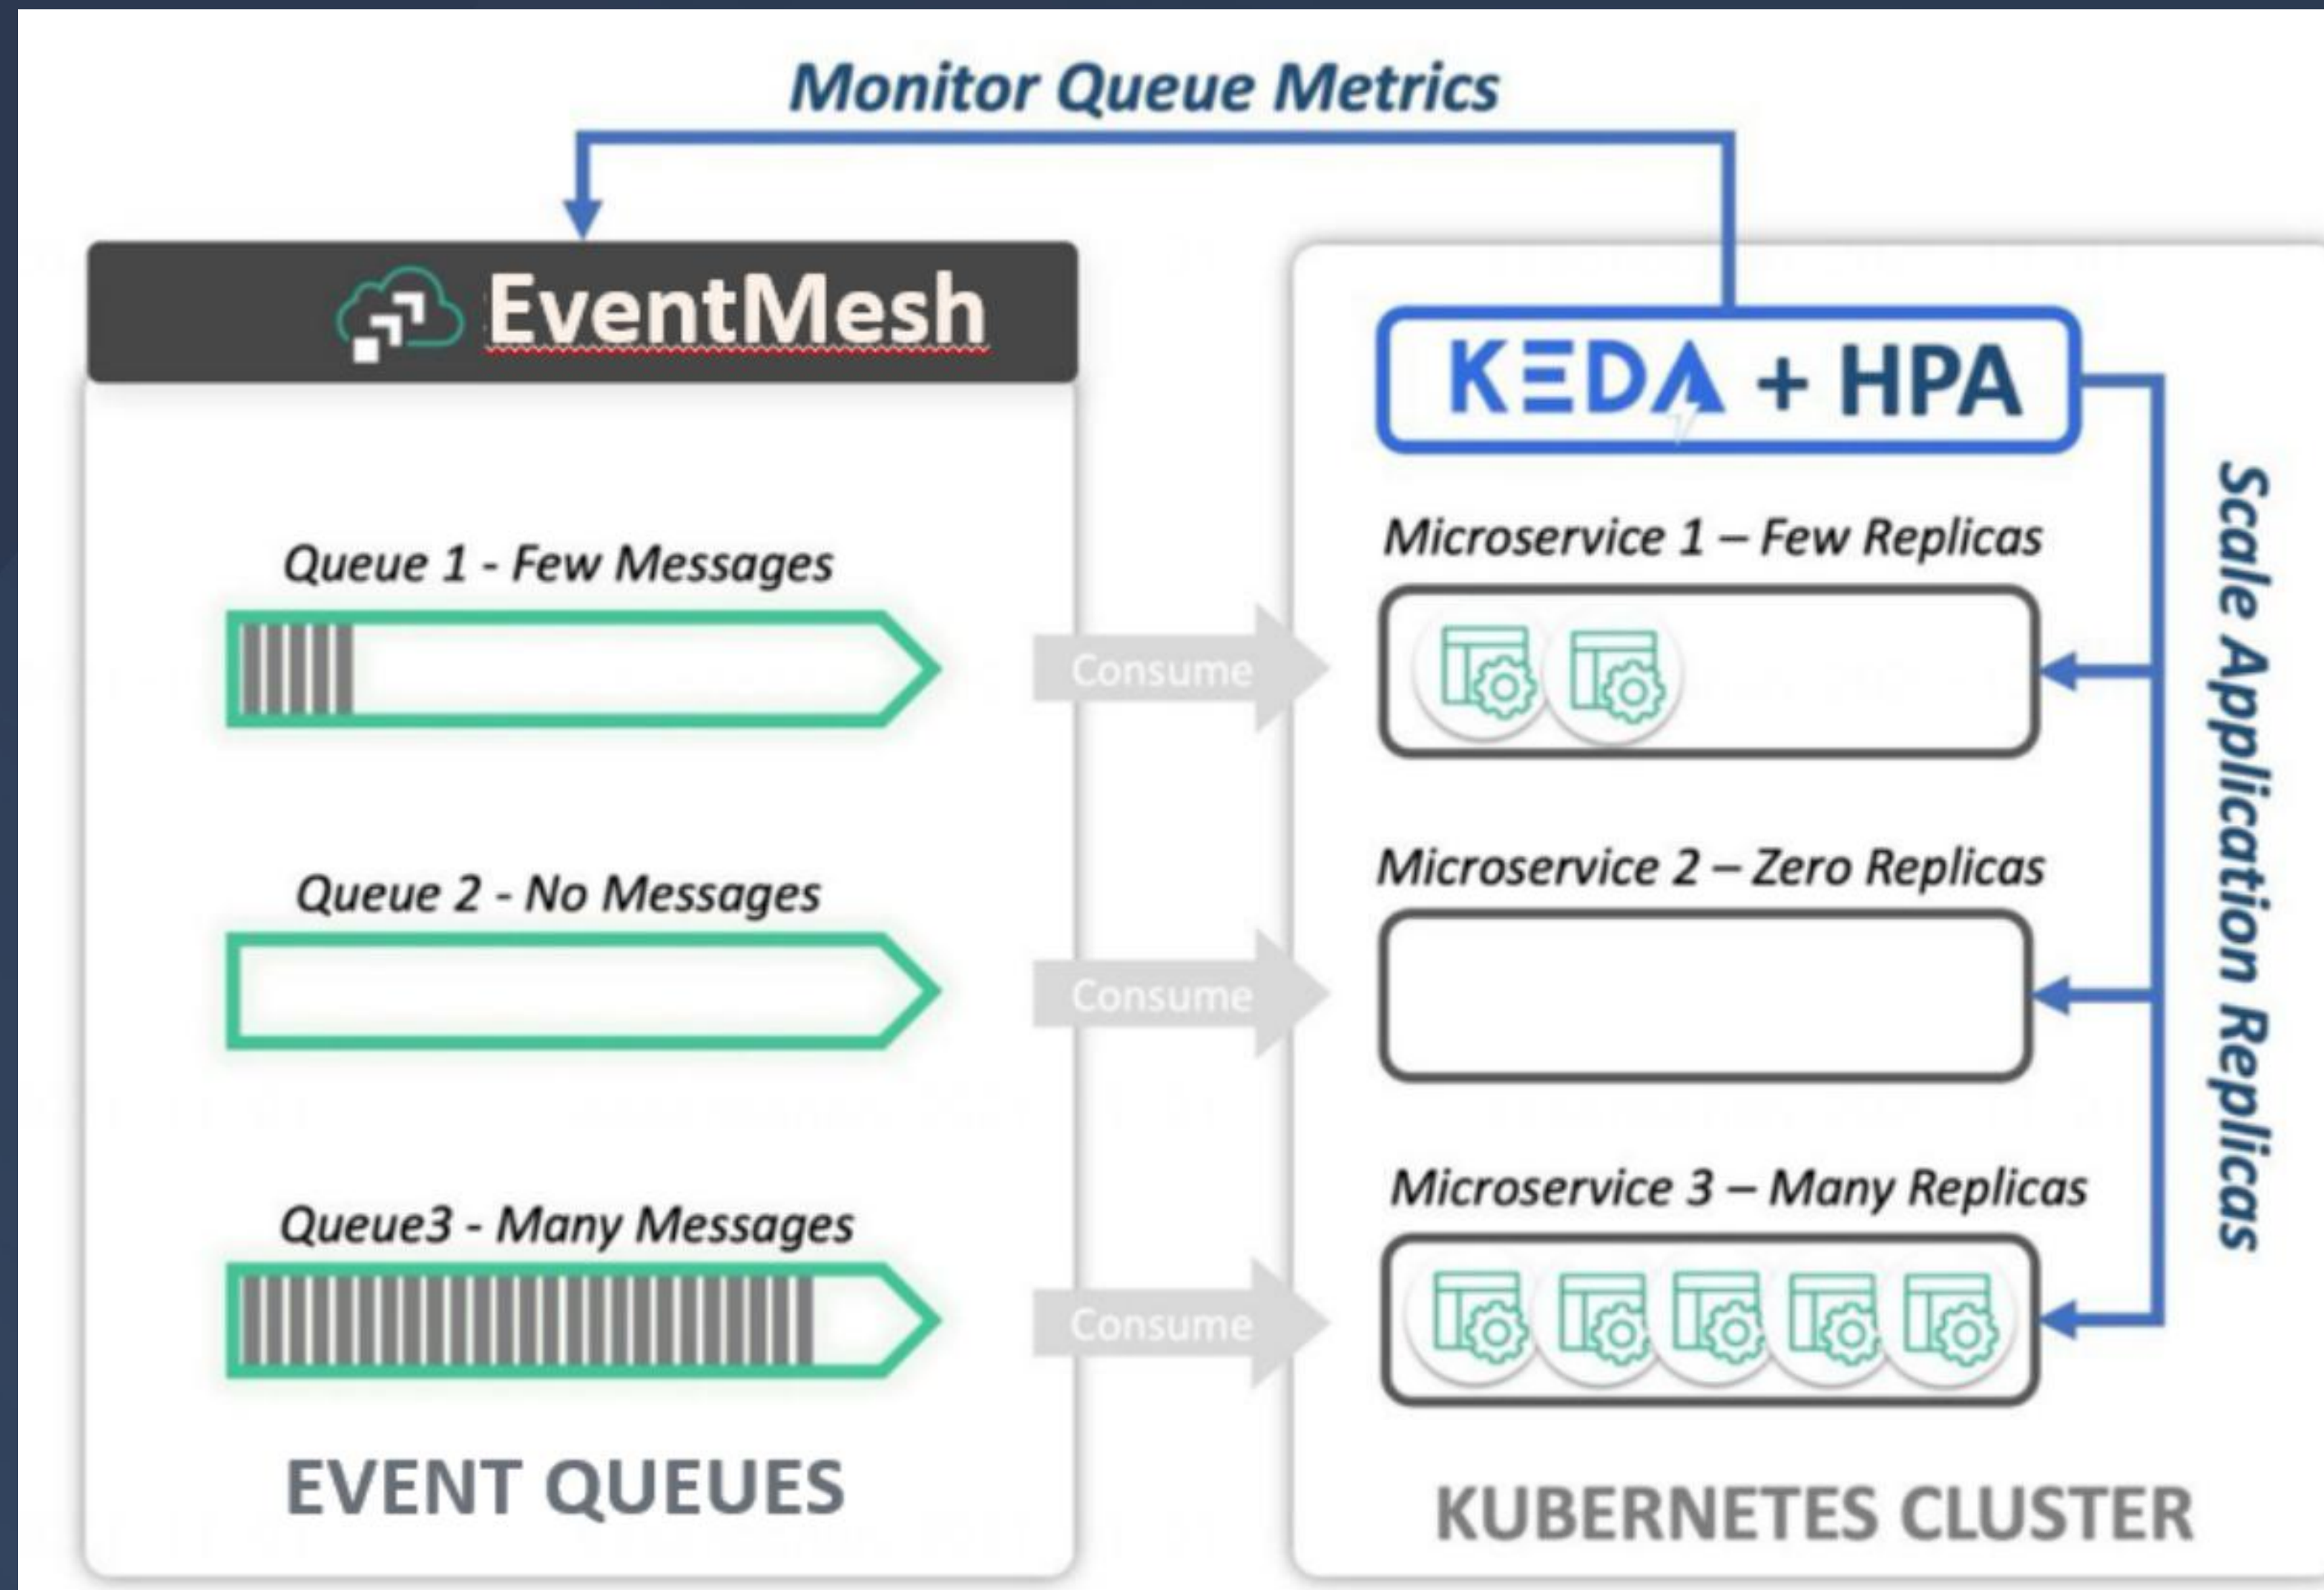 Monitor Queue Metrics
EventMesh
Queue 1 - Few Messages
Queue 2 - No Messages
Queue3 - Many Messages
EVENT QUEUES
Consume
Consume
Consume
KEDA + HPA
Microservice 1 – Few Replicas
Microservice 2 – Zero Replicas
Microservice 3 – Many Replicas
KUBERNETES CLUSTER
Scale Application Replicas